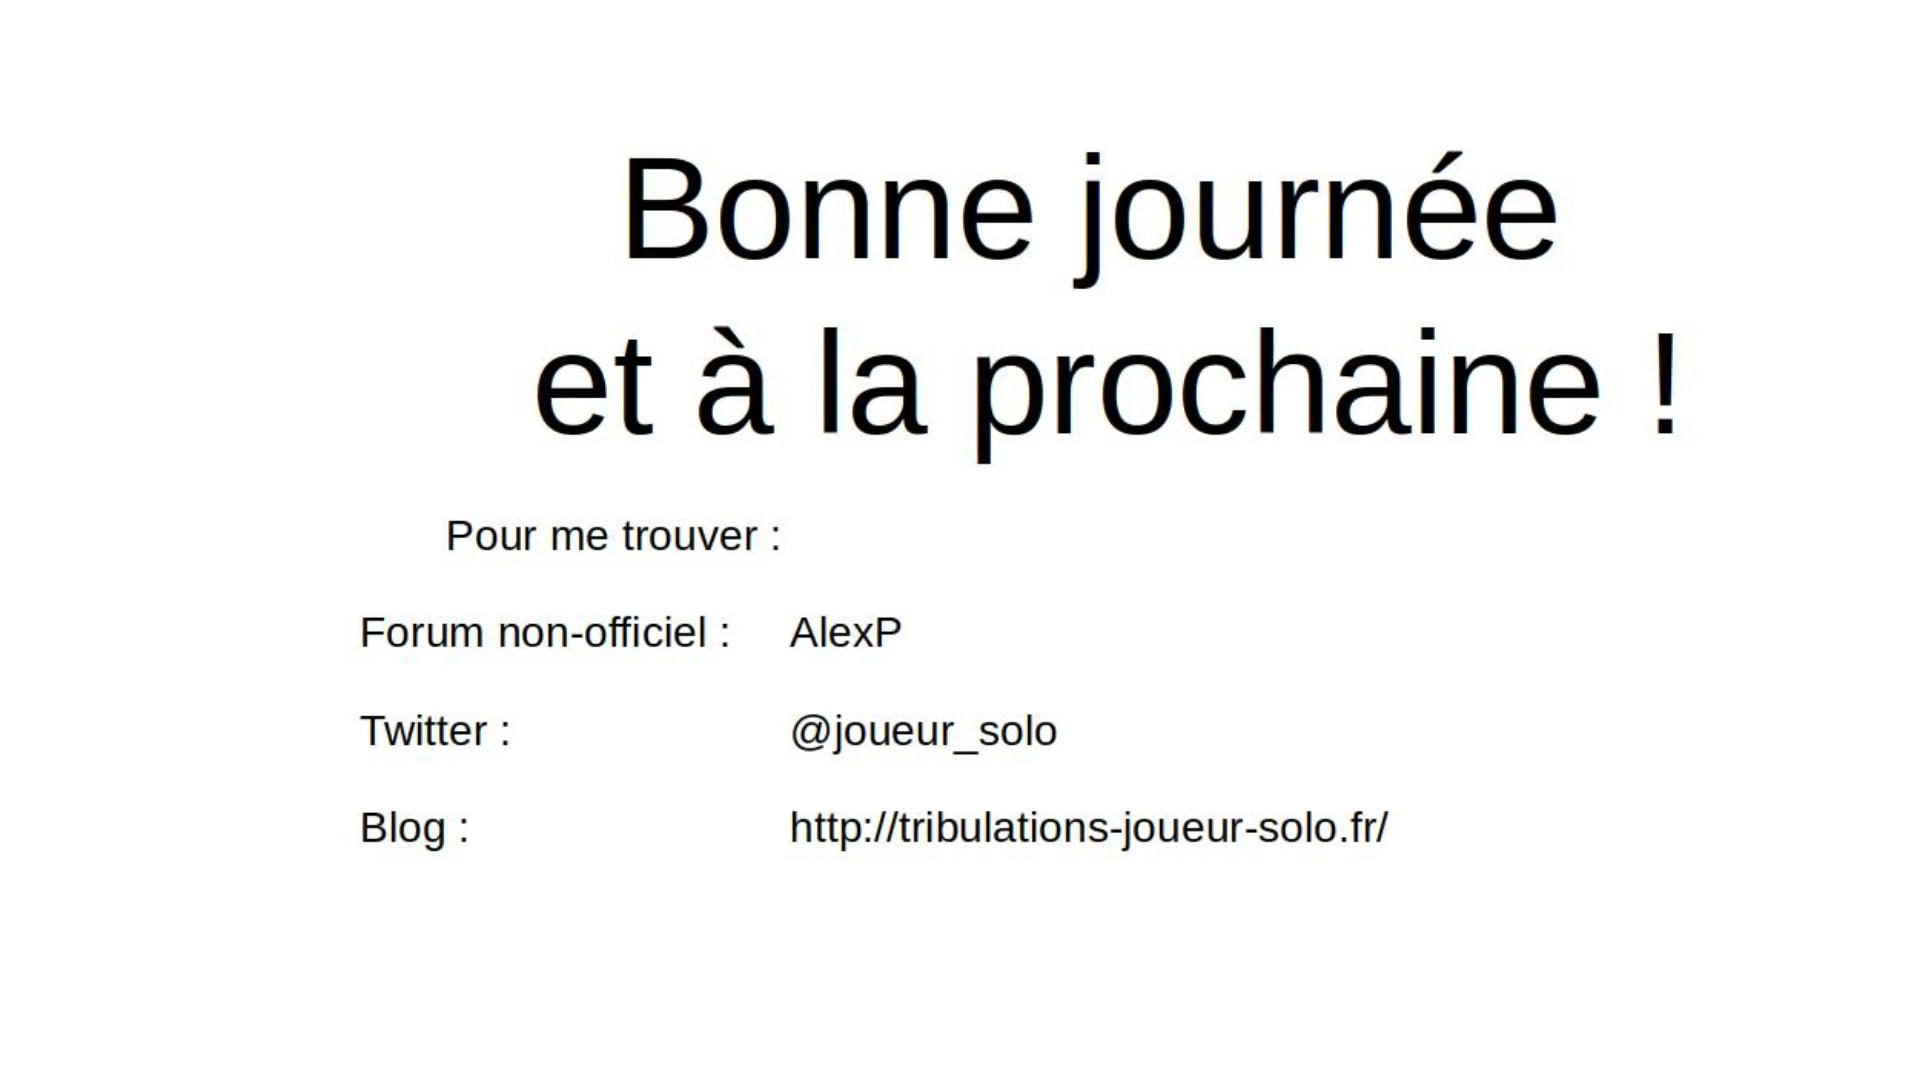 Bonne journée
et à la prochaine !
Pour me trouver :
Forum non-officiel : AlexP
Twitter : @joueur_solo
Blog : http://tribulations-joueur-solo.fr/